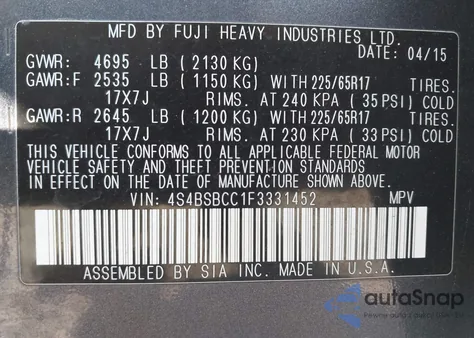 MFD BY FUJI HEAVY INDUSTRIES LTD.
DATE: 04/15
GVWR: 4695 LB (2130 KG)
GAWR:F 2535 LB (1150 KG) WITH 225/65R17 TIRES.
17X7J RIMS. AT 240 KPA (35 PSI) COLD
GAWR:R 2645 LB (1200 KG) WITH 225/65R17 TIRES.
17X7J RIMS. AT 230 KPA (33 PSI) COLD
THIS VEHICLE CONFORMS TO ALL APPLICABLE FEDERAL MOTOR
VEHICLE SAFETY AND THEFT PREVENTION STANDARDS IN EFFECT ON THE
DATE OF MANUFACTURE SHOWN ABOVE.
VIN: 4S4BSBCC1F3331452 MPV
ASSEMBLED BY SIA INC. MADE IN U.S.A.
autoSnap